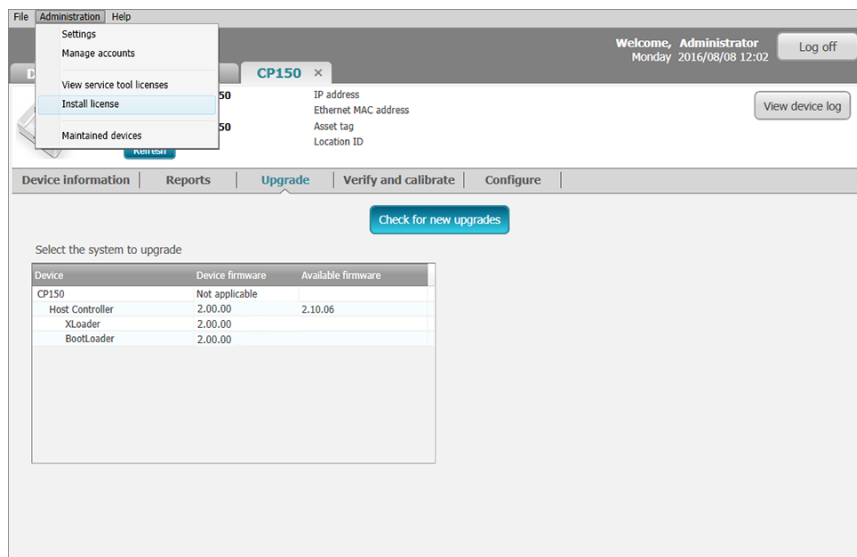 File Administration Help
Settings
Manage accounts
View service tool licenses
Install license
Maintained devices
Welcome, Administrator
Monday 2016/08/08 12:02
Log off
D
CP150 ×
50
50
IP address
Ethernet MAC address
Asset tag
Location ID
View device log
Refresh
Device information Reports Upgrade Verify and calibrate Configure
Check for new upgrades
Select the system to upgrade
Device Device firmware Available firmware
CP150 Not applicable
Host Controller 2.00.00 2.10.06
XLoader 2.00.00
BootLoader 2.00.00